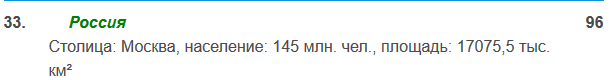 33. Россия 96
Столица: Москва, население: 145 млн. чел., площадь: 17075,5 тыс.
км²